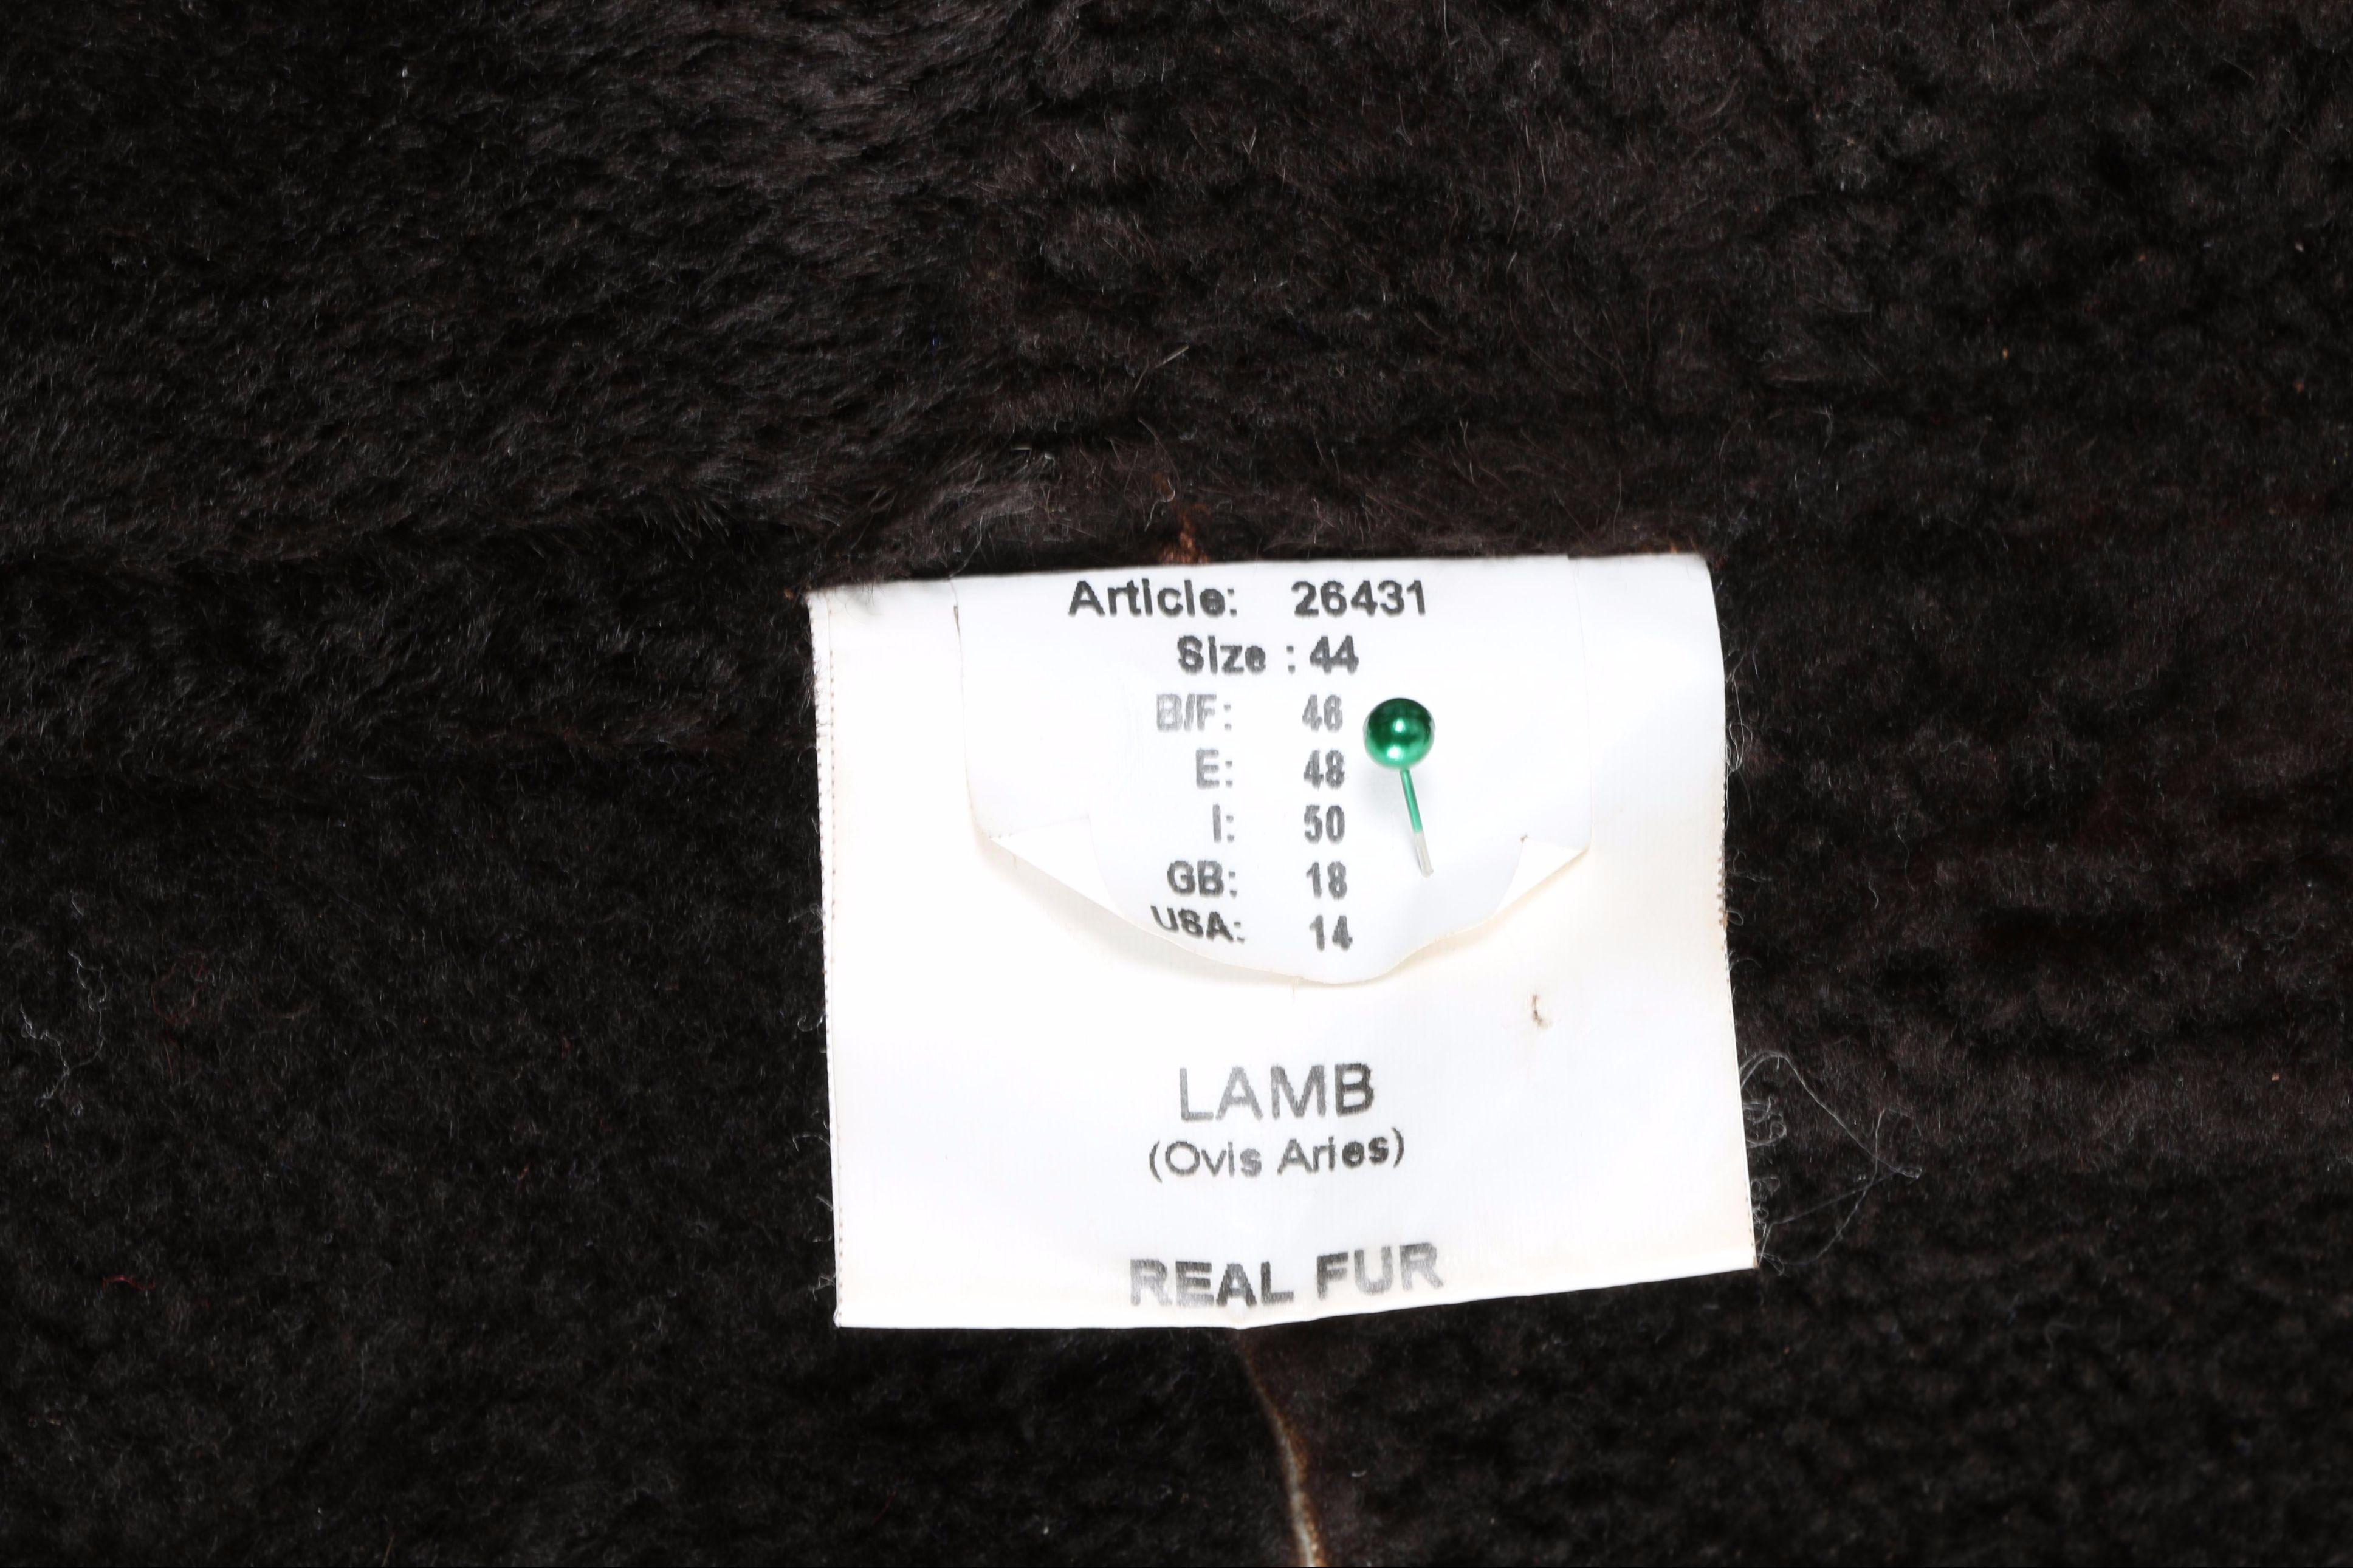 Article: 26431
Size : 44
B/F: 46
E: 48
I: 50
GB: 18
USA: 14
LAMB
(Ovis Aries)
REAL FUR